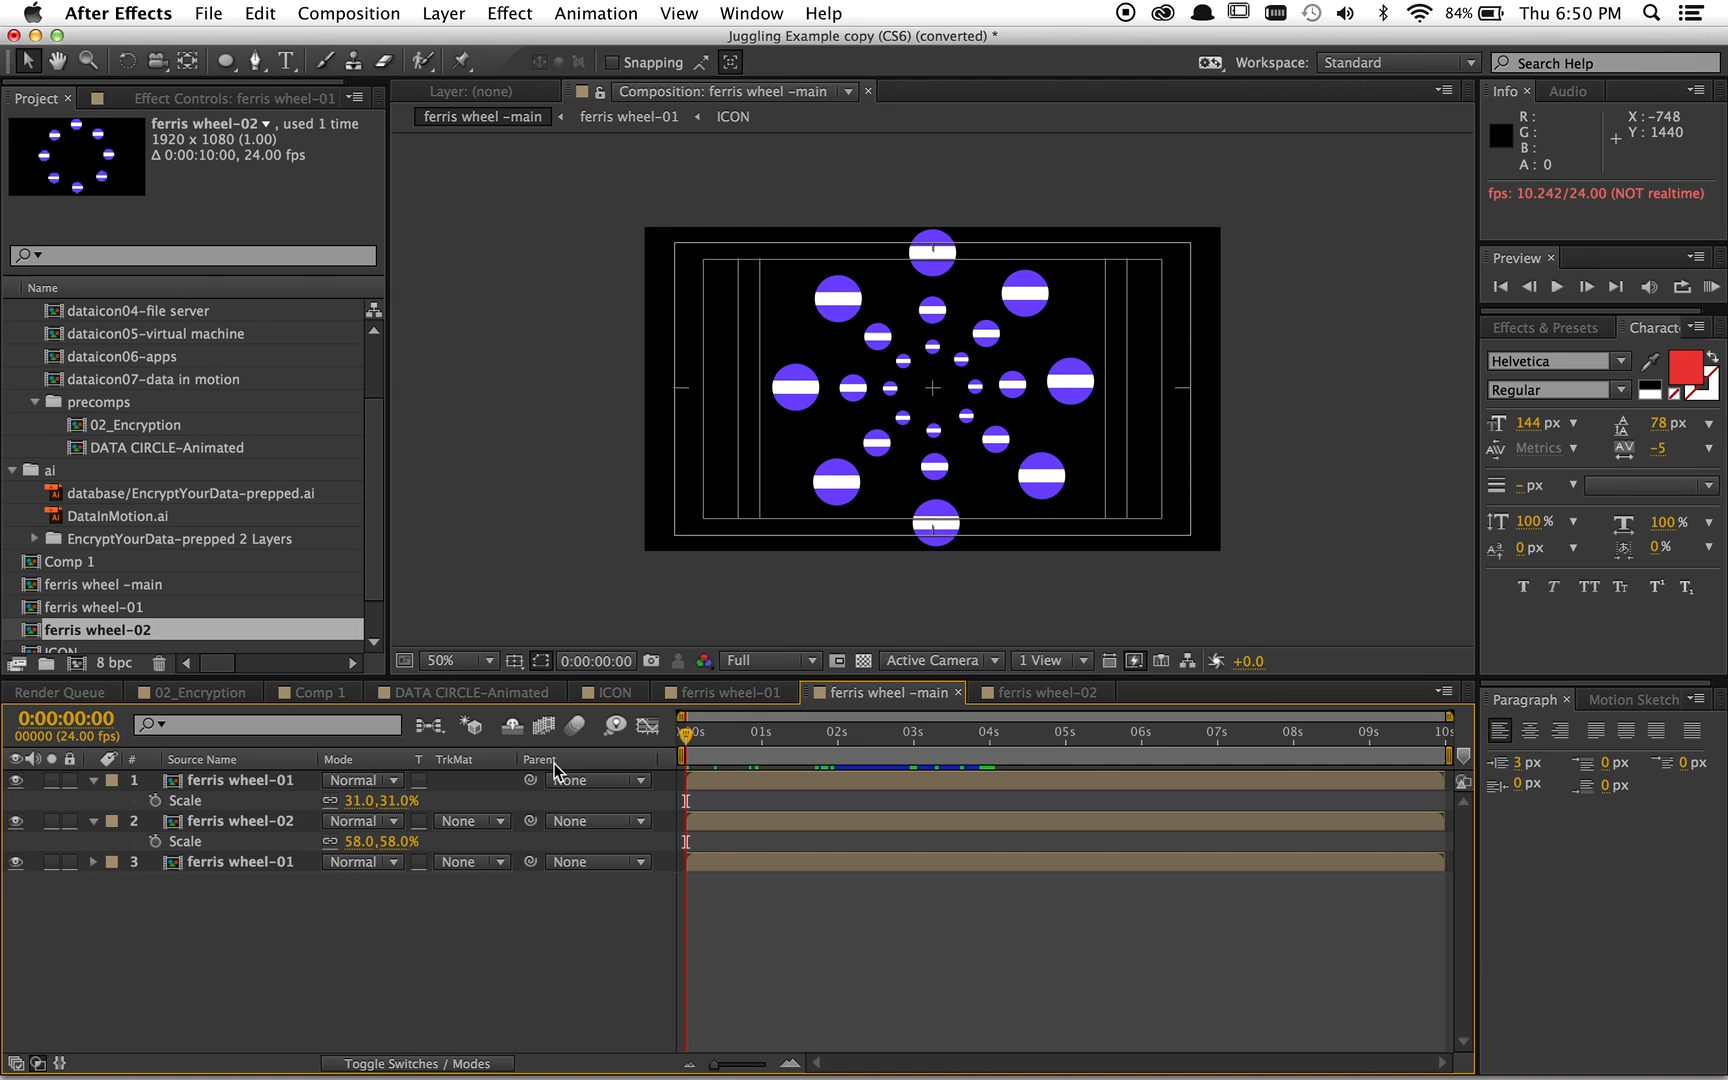 After Effects File Edit Composition Layer Effect Animation View Window Help 84% Thu 6:50 PM
Juggling Example copy (CS6) (converted) *
T Snapping Workspace: Standard Search Help
Project × Effect Controls: ferris wheel-01
ferris wheel-02 , used 1 time
1920 x 1080 (1.00)
Δ 0:00:10:00, 24.00 fps
Name
dataicon04-file server
dataicon05-virtual machine
dataicon06-apps
dataicon07-data in motion
precomps
02_Encryption
DATA CIRCLE-Animated
ai
database/EncryptYourData-prepped.ai
DataInMotion.ai
EncryptYourData-prepped 2 Layers
Comp 1
ferris wheel -main
ferris wheel-01
ferris wheel-02
ICON
8 bpc
Layer: (none) Composition: ferris wheel -main ×
ferris wheel -main ferris wheel-01 ICON
50% 0:00:00:00 Full Active Camera 1 View +0.0
Info × Audio
R :
G :
B :
A : 0
X : -748
Y : 1440
fps: 10.242/24.00 (NOT realtime)
Preview ×
Effects & Presets Charact
Helvetica
Regular
144 px 78 px
Metrics -5
- px
100 % 100 %
0 px 0 %
T T TT Tr T¹ T₁
Render Queue 02_Encryption Comp 1 DATA CIRCLE-Animated ICON ferris wheel-01 ferris wheel -main × ferris wheel-02
0:00:00:00
00000 (24.00 fps)
0s 01s 02s 03s 04s 05s 06s 07s 08s 09s 10s
# Source Name Mode T TrkMat Parent
1 ferris wheel-01 Normal None
Scale 31.0,31.0%
2 ferris wheel-02 Normal None None
Scale 58.0,58.0%
3 ferris wheel-01 Normal None None
Toggle Switches / Modes
Paragraph × Motion Sketch
3 px 0 px 0 px
0 px 0 px